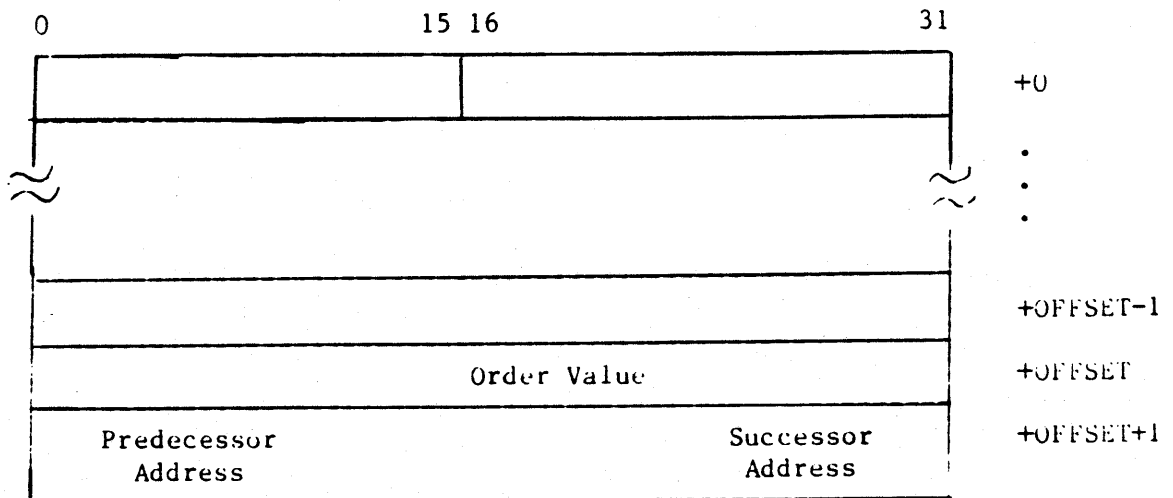 0 15 16 31
+0
.
.
.
+OFFSET-1
Order Value +OFFSET
Predecessor Successor +OFFSET+1
Address Address